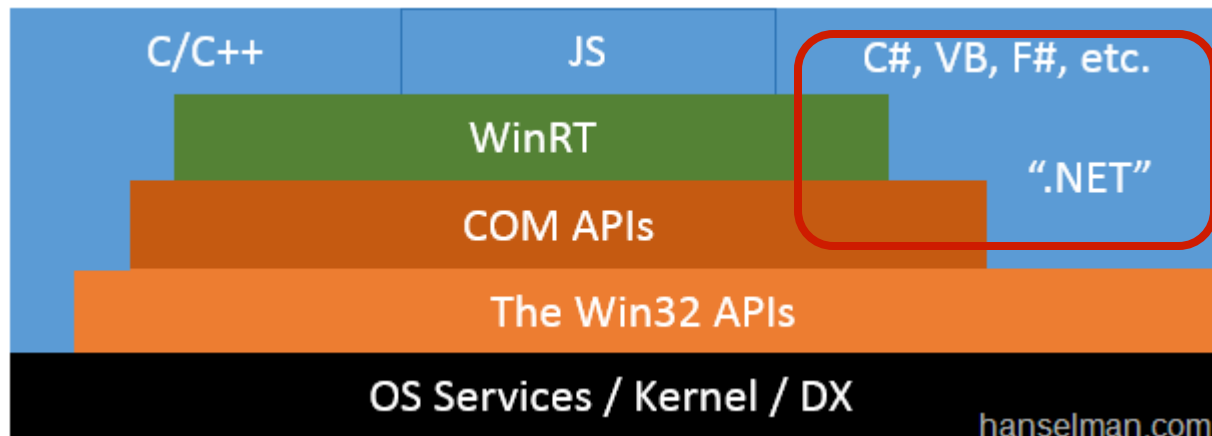 C/C++
JS
C#, VB, F#, etc.
WinRT
“.NET”
COM APIs
The Win32 APIs
OS Services / Kernel / DX
hanselman.com